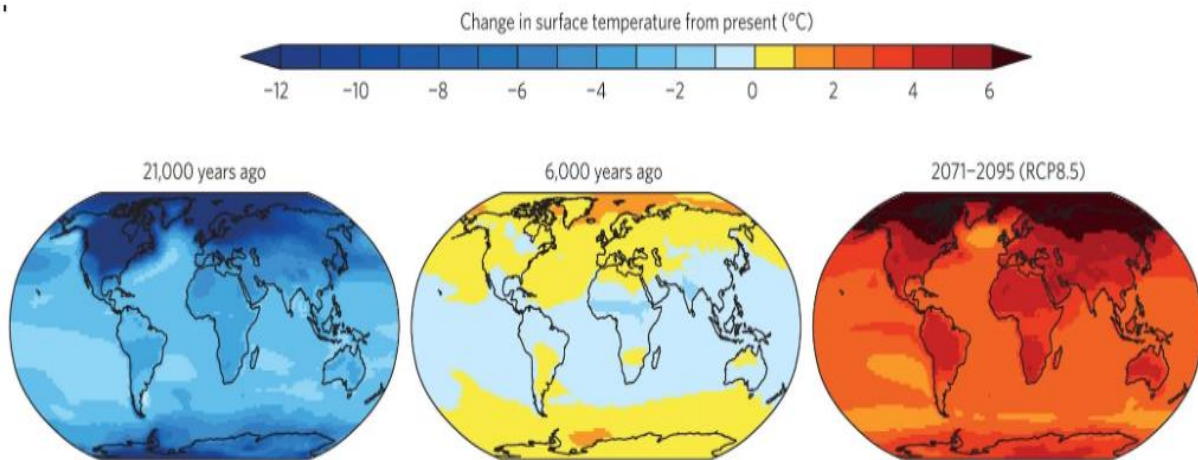 Change in surface temperature from present (°C)
−12 −10 −8 −6 −4 −2 0 2 4 6
21,000 years ago 6,000 years ago 2071–2095 (RCP8.5)